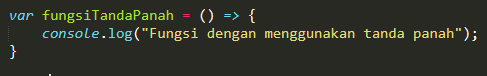 var fungsiTandaPanah = () => {
    console.log("Fungsi dengan menggunakan tanda panah");
}